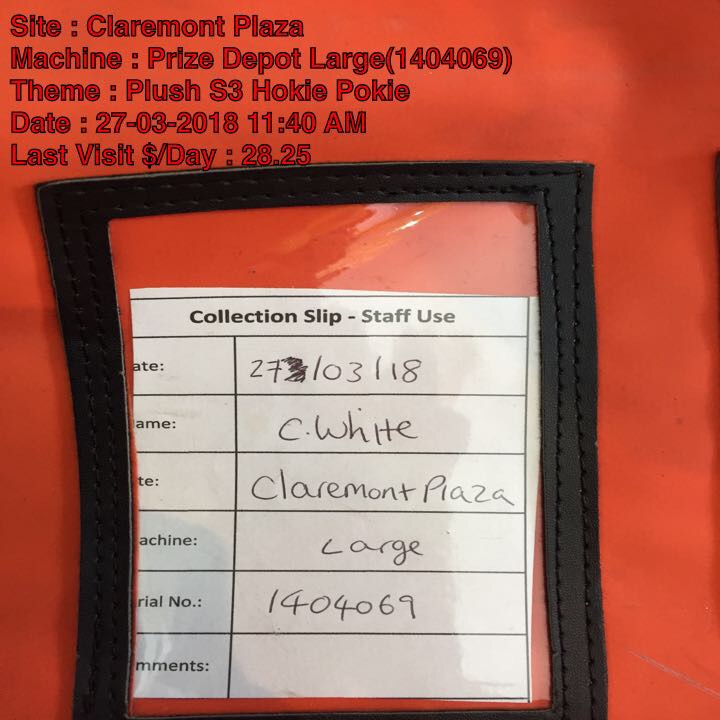 Site : Claremont Plaza
Machine : Prize Depot Large(1404069)
Theme : Plush S3 Hokie Pokie
Date : 27-03-2018 11:40 AM
Last Visit $/Day : 28.25
Collection Slip - Staff Use
ate: 27/03/18
ame: C.White
te: Claremont Plaza
achine: Large
rial No.: 1404069
mments: